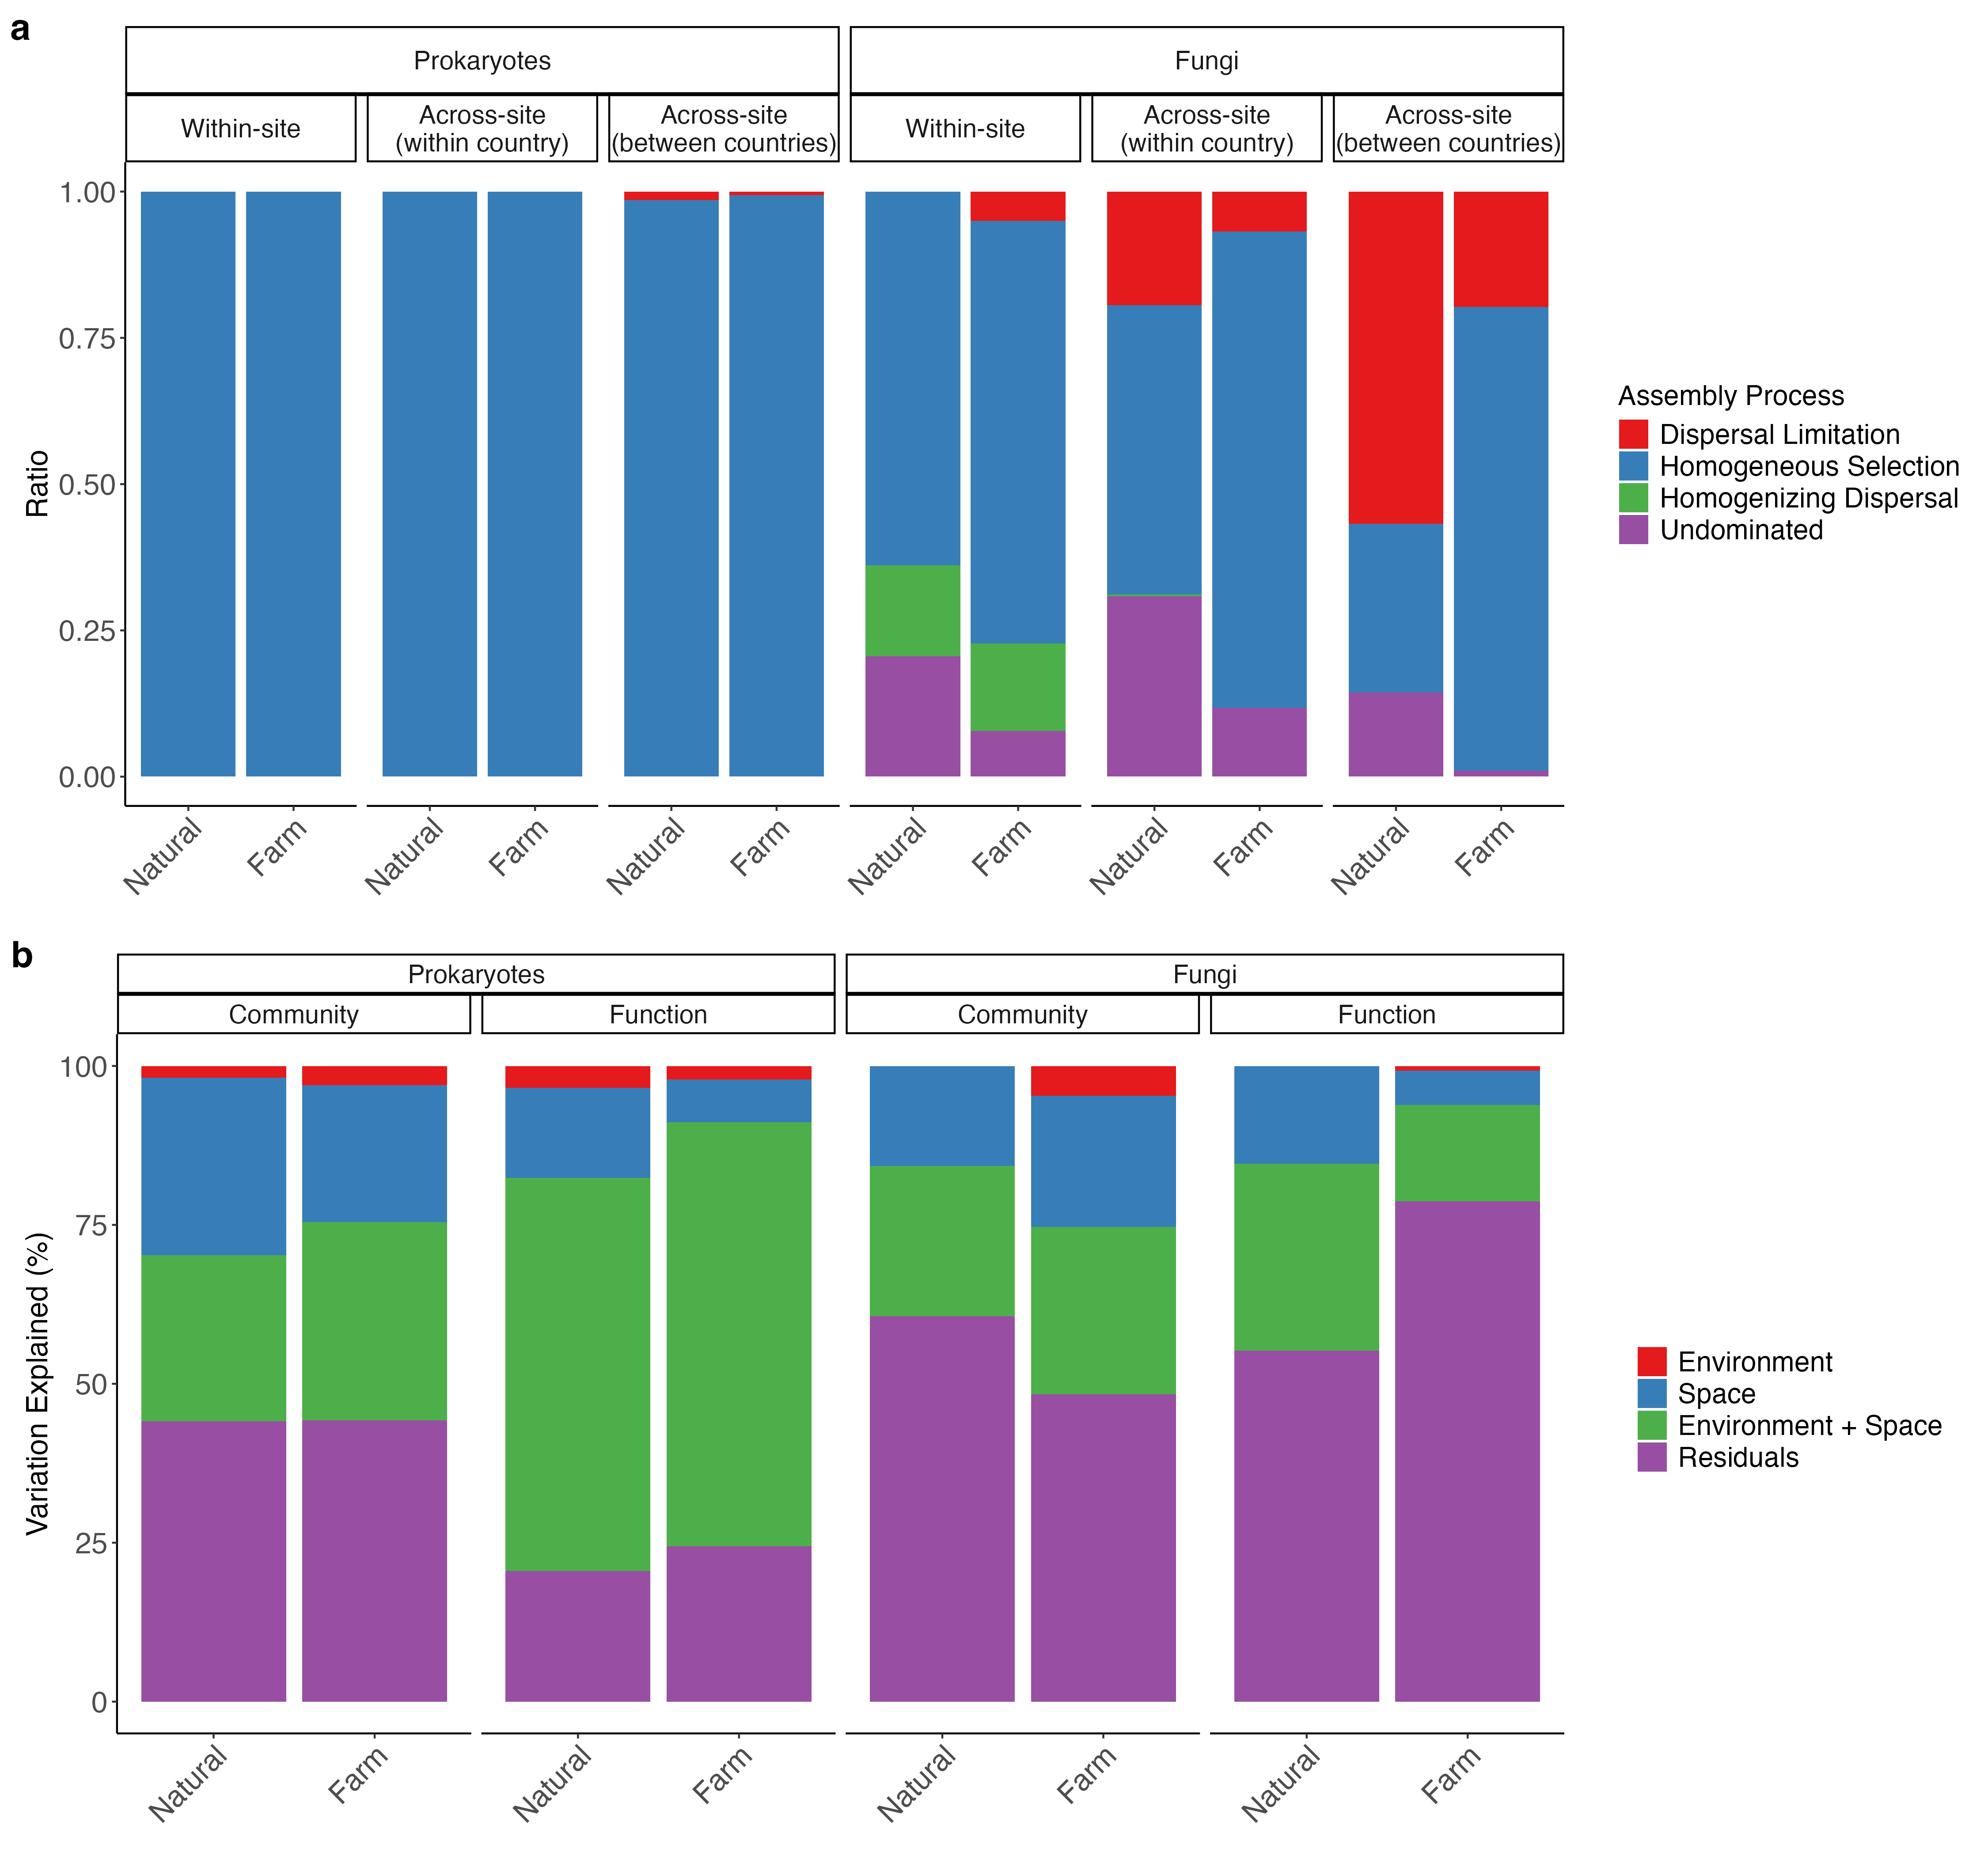 a
Prokaryotes
Fungi
Within-site
Across-site
(within country)
Across-site
(between countries)
Within-site
Across-site
(within country)
Across-site
(between countries)
1.00
0.75
0.50
0.25
0.00
Ratio
Natural
Farm
Natural
Farm
Natural
Farm
Natural
Farm
Natural
Farm
Natural
Farm
Assembly Process
Dispersal Limitation
Homogeneous Selection
Homogenizing Dispersal
Undominated
b
Prokaryotes
Fungi
Community
Function
Community
Function
100
75
50
25
0
Variation Explained (%)
Natural
Farm
Natural
Farm
Natural
Farm
Natural
Farm
Environment
Space
Environment + Space
Residuals